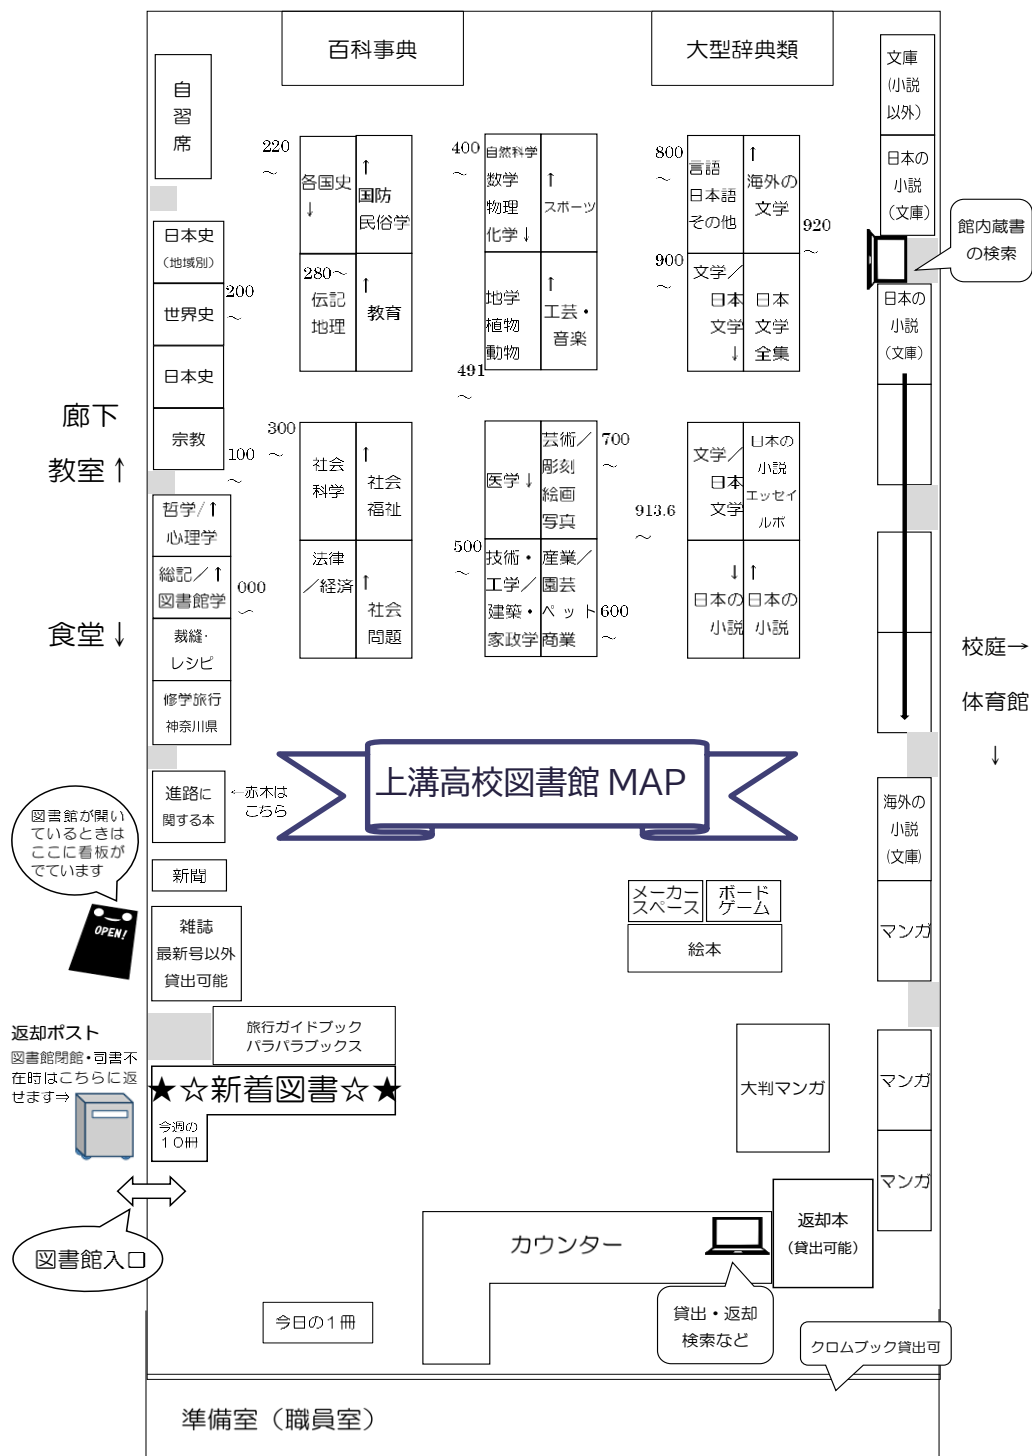 百科事典
大型辞典類
自
習
席
文庫
(小説
以外)
日本の
小説
(文庫)
館内蔵書
の検索
日本の
小説
(文庫)
220
～
各国史
↓
↑
国防
民俗学
280～
伝記
地理
↑
教育
400
～
自然科学
数学
物理
化学↓
↑
スポーツ
地学
植物
動物
↑
工芸・
音楽
491
～
800
～
言語
日本語
その他
↑
海外の
文学
920
～
900
～
文学／
日本
文学
↓
日本
文学
全集
日本史
（地域別）
世界史
200
～
日本史
宗教
100
～
廊下
教室↑
哲学/↑
心理学
総記／↑
図書館学
000
～
裁縫・
レシピ
修学旅行
神奈川県
食堂↓
300
～
社会
科学
↑
社会
福祉
法律
／経済
↑
社会
問題
医学↓
芸術／
彫刻
絵画
写真
700
～
500
～
技術・
工学／
建築・
家政学
産業／
園芸
ペット
商業
600
～
913.6
～
文学／
日本
文学
日本の
小説
エッセイ
ルポ
↓
日本の
小説
↑
日本の
小説
校庭→
体育館
↓
上溝高校図書館 MAP
進路に
関する本
←赤本は
こちら
図書館が開い
ているときは
ここに看板が
でています
新聞
OPEN!
雑誌
最新号以外
貸出可能
海外の
小説
(文庫)
マンガ
メーカー
スペース
ボード
ゲーム
絵本
返却ポスト
図書館閉館・司書不
在時はこちらに返
せます⇒
旅行ガイドブック
パラパラブックス
★☆新着図書☆★
今週の
１０冊
大判マンガ
マンガ
マンガ
図書館入口
カウンター
返却本
（貸出可能）
今日の１冊
貸出・返却
検索など
クロムブック貸出可
準備室（職員室）